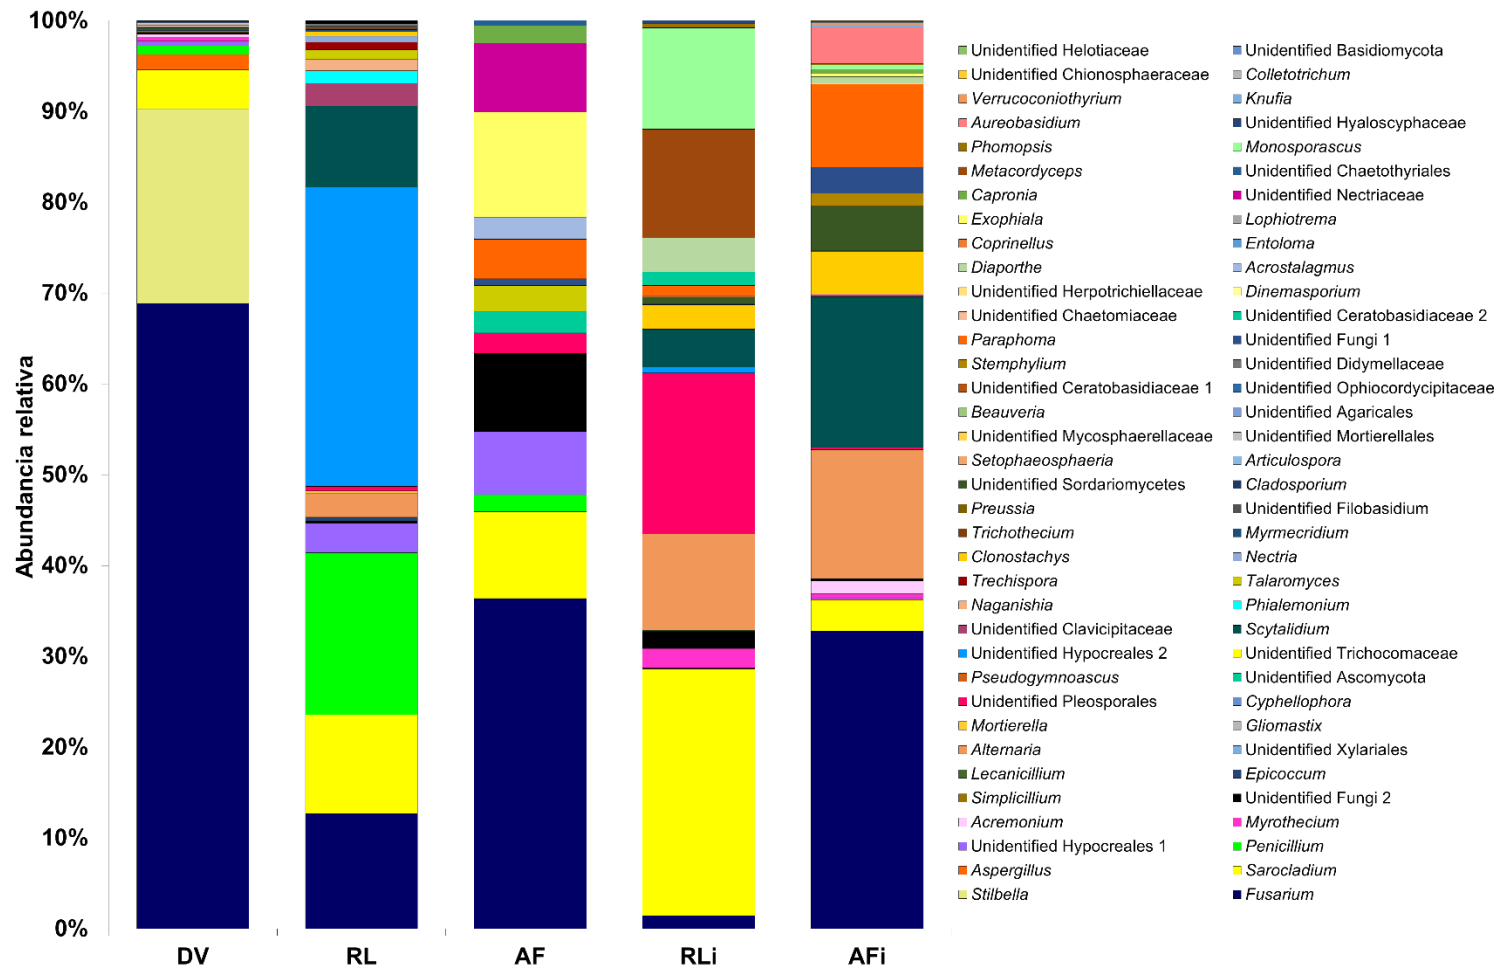 100%
90%
80%
70%
60%
50%
40%
30%
20%
10%
0%
Abundancia relativa
DV
RL
AF
RLi
AFi
Unidentified Helotiaceae
Unidentified Basidiomycota
Unidentified Chionosphaeraceae
Colletotrichum
Verrucoconiothyrium
Knufia
Aureobasidium
Unidentified Hyaloscyphaceae
Phomopsis
Monosporascus
Metacordyceps
Unidentified Chaetothyriales
Capronia
Unidentified Nectriaceae
Exophiala
Lophiotrema
Coprinellus
Entoloma
Diaporthe
Acrostalagmus
Unidentified Herpotrichiellaceae
Dinemasporium
Unidentified Chaetomiaceae
Unidentified Ceratobasidiaceae 2
Paraphoma
Unidentified Fungi 1
Stemphylium
Unidentified Didymellaceae
Unidentified Ceratobasidiaceae 1
Unidentified Ophiocordycipitaceae
Beauveria
Unidentified Agaricales
Unidentified Mycosphaerellaceae
Unidentified Mortierellales
Setophaeosphaeria
Articulospora
Unidentified Sordariomycetes
Cladosporium
Preussia
Unidentified Filobasidium
Trichothecium
Myrmecridium
Clonostachys
Nectria
Trechispora
Talaromyces
Naganishia
Phialemonium
Unidentified Clavicipitaceae
Scytalidium
Unidentified Hypocreales 2
Unidentified Trichocomaceae
Pseudogymnoascus
Unidentified Ascomycota
Unidentified Pleosporales
Cyphellophora
Mortierella
Gliomastix
Alternaria
Unidentified Xylariales
Lecanicillium
Epicoccum
Simplicillium
Unidentified Fungi 2
Acremonium
Myrothecium
Unidentified Hypocreales 1
Penicillium
Aspergillus
Sarocladium
Stilbella
Fusarium